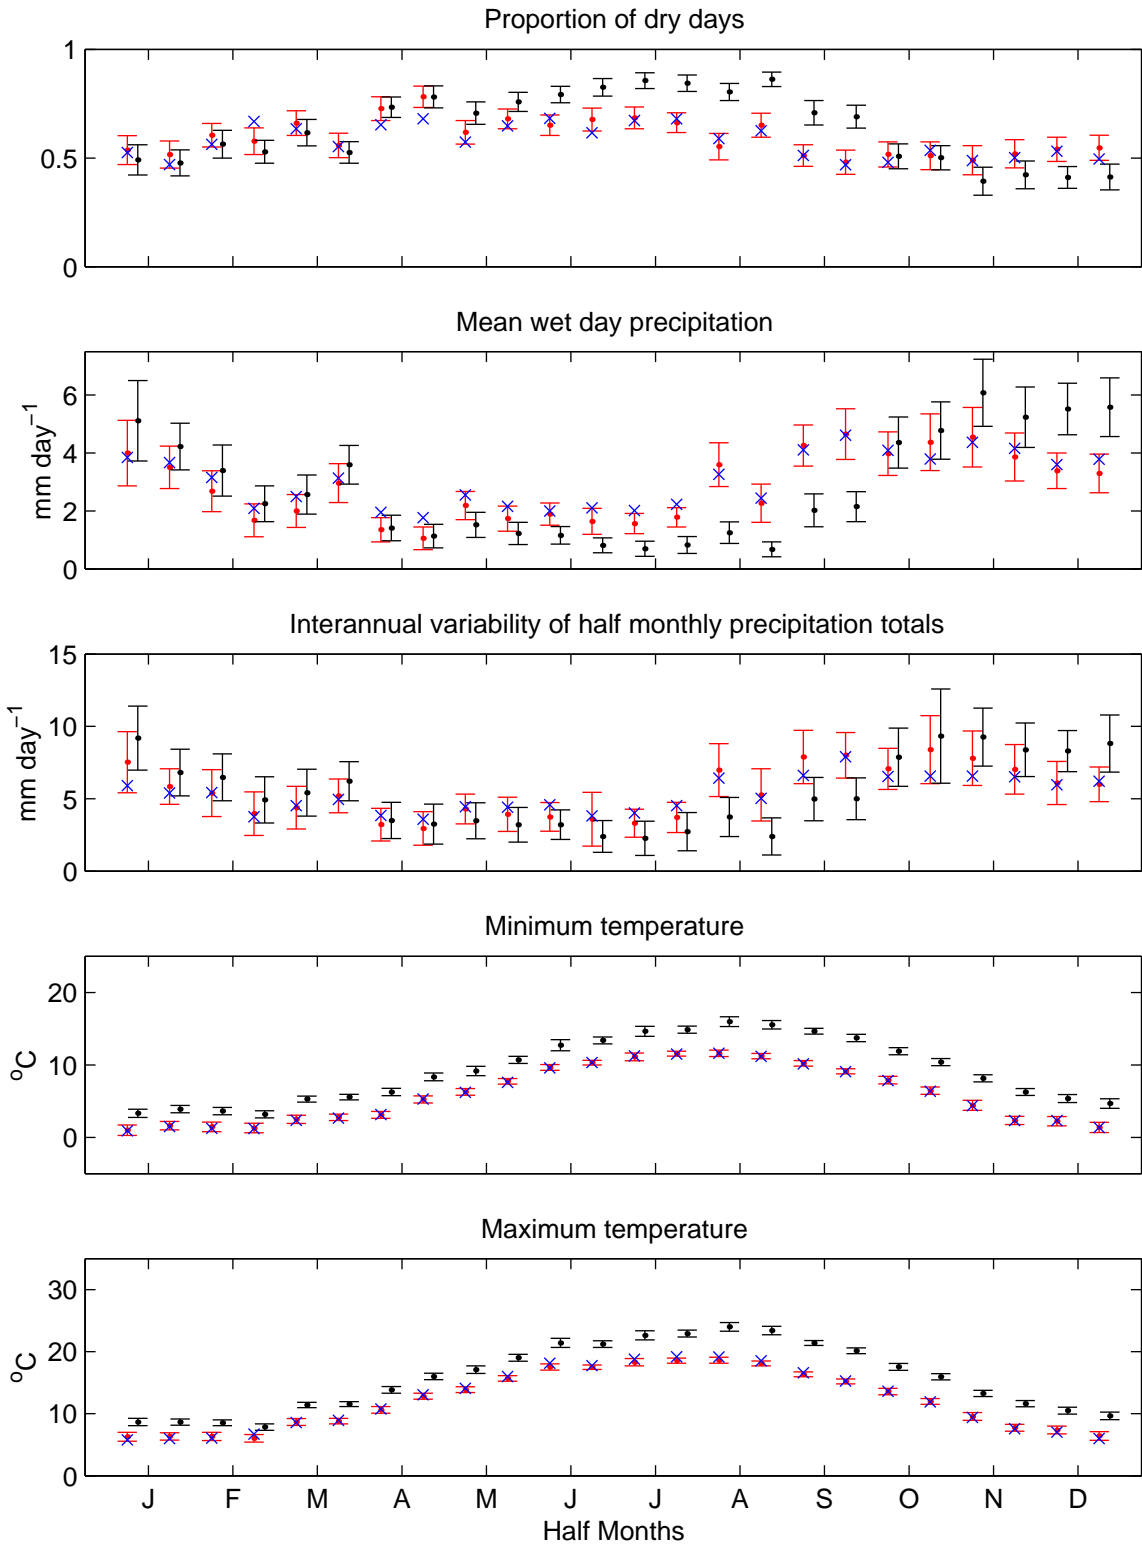 Proportion of dry days
1
0.5
0
Mean wet day precipitation
6
4
2
0
mm day⁻¹
Interannual variability of half monthly precipitation totals
15
10
5
0
mm day⁻¹
Minimum temperature
20
10
0
ºC
Maximum temperature
30
20
10
0
ºC
J F M A M J J A S O N D
Half Months